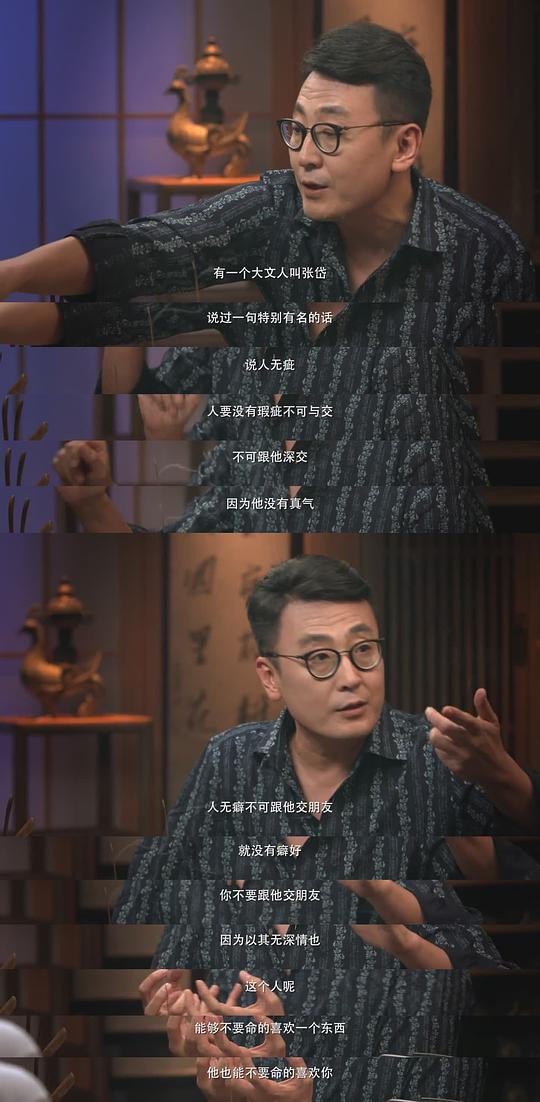 有一个大文人叫张岱
说过一句特别有名的话
说人无疵
人要没有瑕疵不可与交
不可跟他深交
因为他没有真气
人无癖不可跟他交朋友
就没有癖好
你不要跟他交朋友
因为以其无深情也
这个人呢
能够不要命的喜欢一个东西
他也能不要命的喜欢你